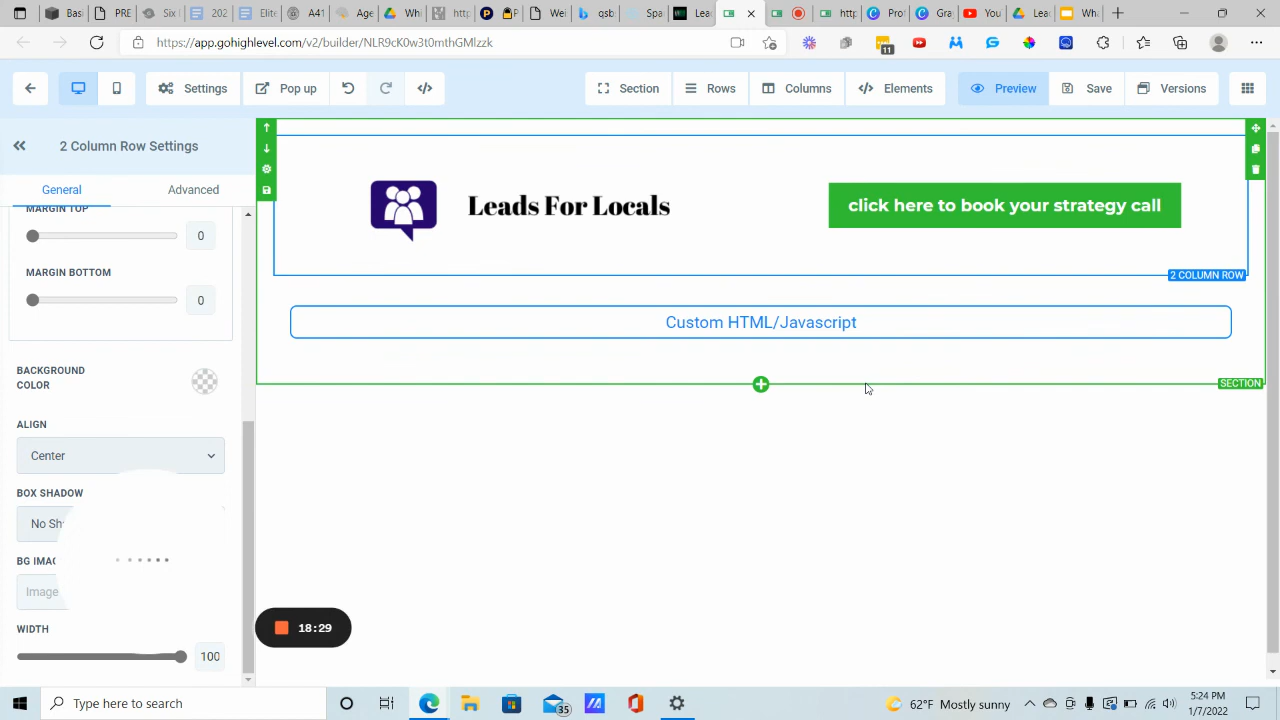 https://app.gohighlevel.com/v2/builder/NLR9cK0w3t0mthGMlzzk
11
Settings
Pop up
Section
Rows
Columns
Elements
Preview
Save
Versions
2 Column Row Settings
General
Advanced
MARGIN TOP
0
MARGIN BOTTOM
0
BACKGROUND
COLOR
ALIGN
Center
BOX SHADOW
No Sh
BG IMAG
Image
WIDTH
100
Leads For Locals
click here to book your strategy call
2 COLUMN ROW
Custom HTML/Javascript
SECTION
18:29
Type here to search
35
62°F Mostly sunny
5:24 PM
1/7/2022